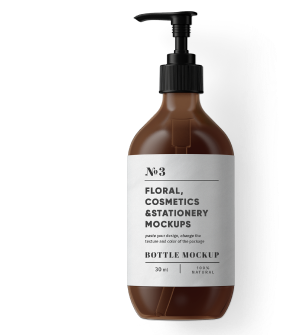 №3
FLORAL,
COSMETICS
&STATIONERY
MOCKUPS
paste your design, change the
texture and color of the package
BOTTLE MOCKUP
30 ml
100%
NATURAL